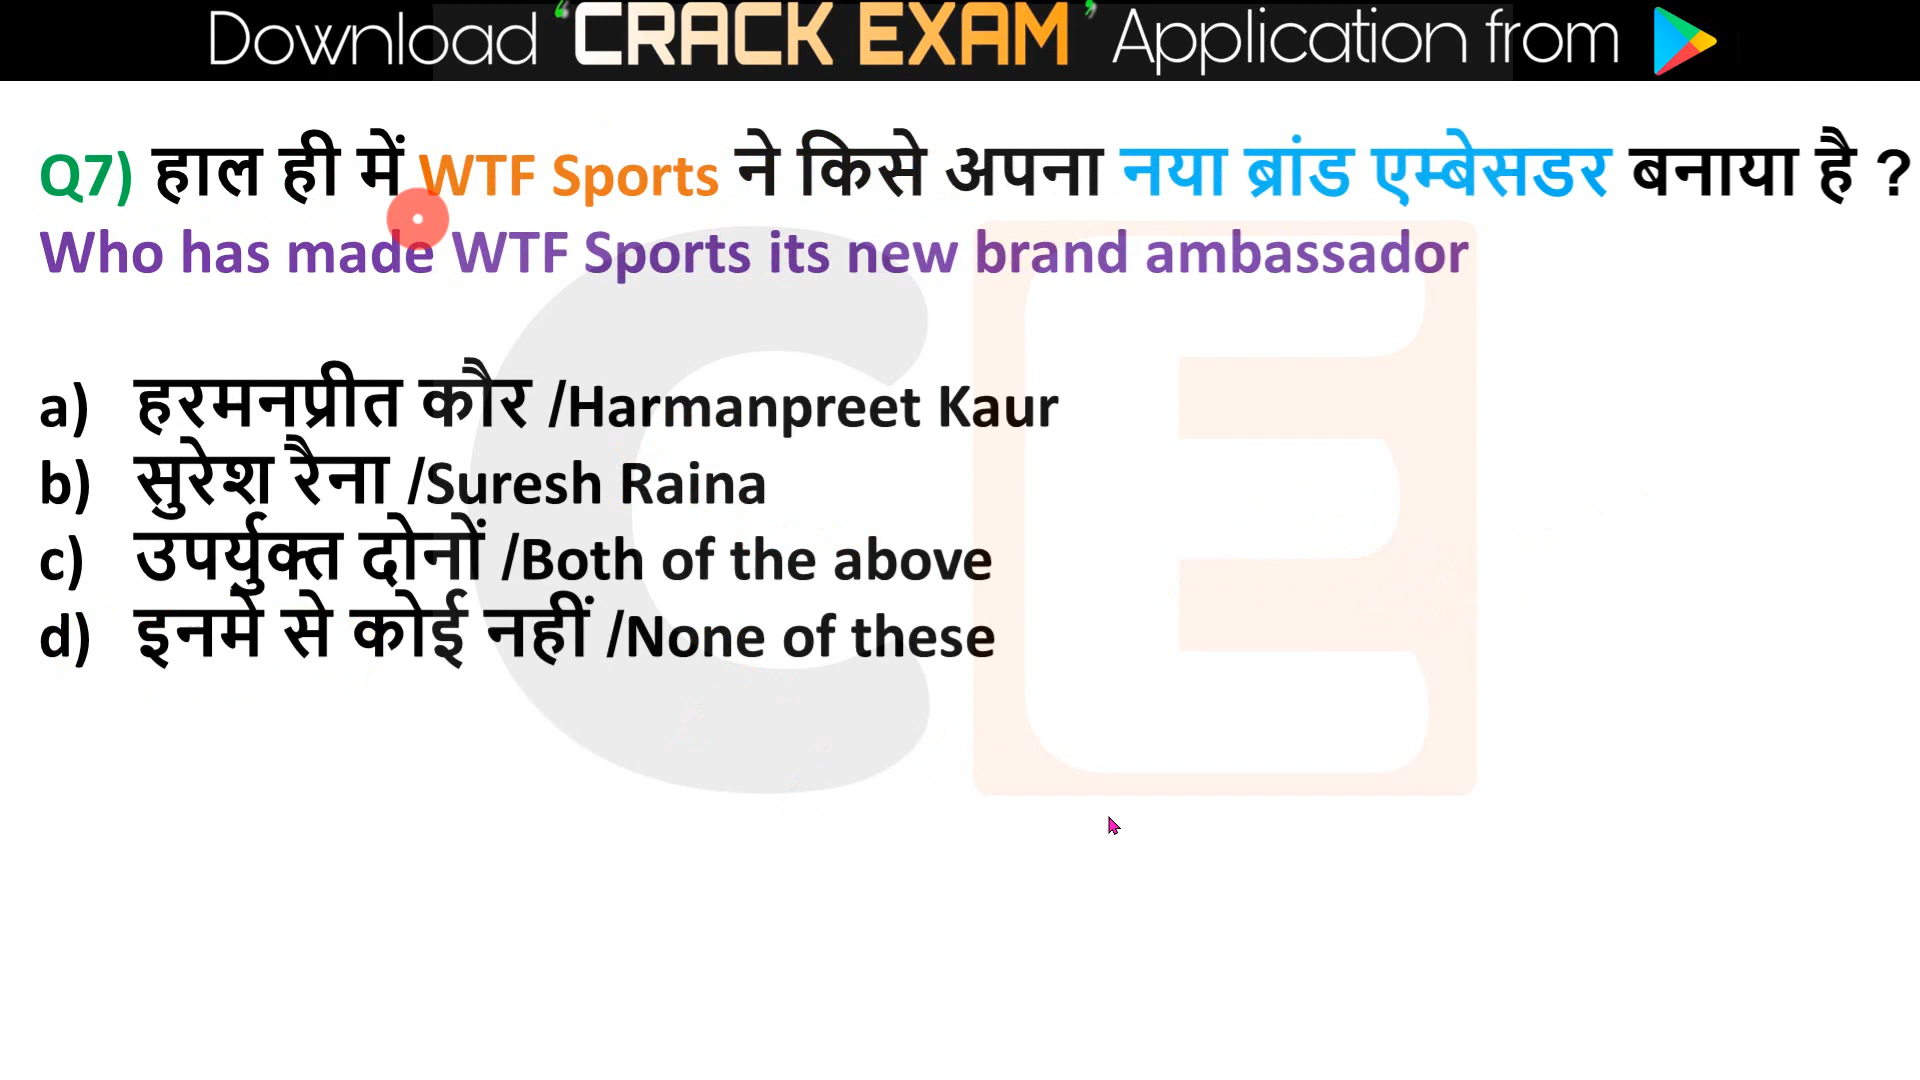 Download ‘CRACK EXAM’ Application from
Q7) हाल ही में WTF Sports ने किसे अपना नया ब्रांड एम्बेसडर बनाया है ?
Who has made WTF Sports its new brand ambassador
a) हरमनप्रीत कौर /Harmanpreet Kaur
b) सुरेश रैना /Suresh Raina
c) उपर्युक्त दोनों /Both of the above
d) इनमे से कोई नहीं /None of these
CE